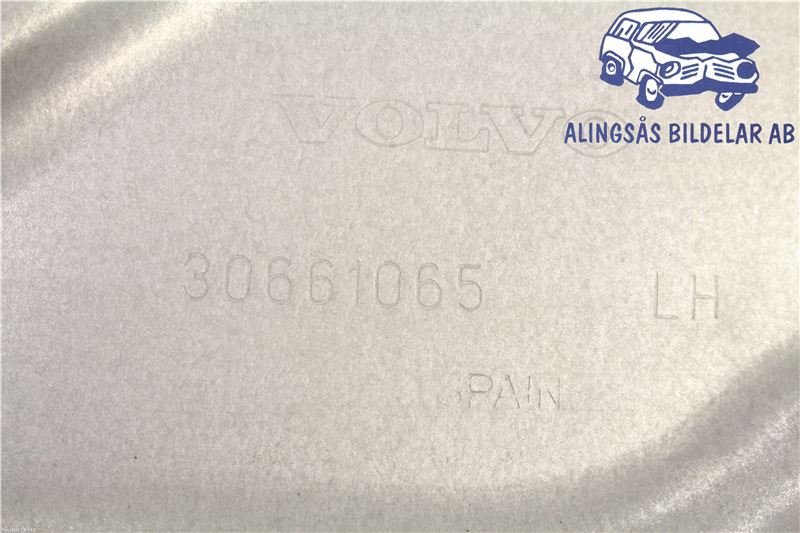 ALINGSÅS BILDELAR AB
VOLVO
30661065 LH
SPAIN